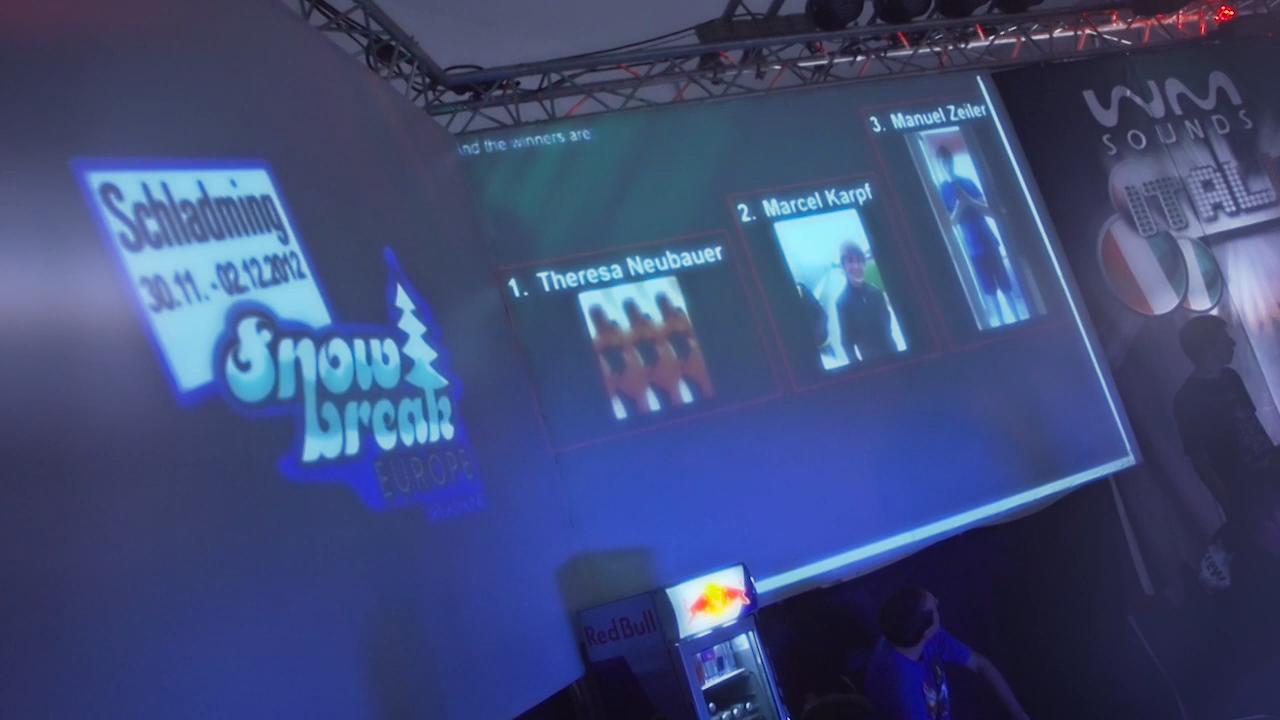 Schladming
30.11. - 02.12.2012
Snow
break
EUROPE
nd the winners are
1. Theresa Neubauer
2. Marcel Karpf
3. Manuel Zeiler
WM
SOUNDS
ITAL
Red Bull